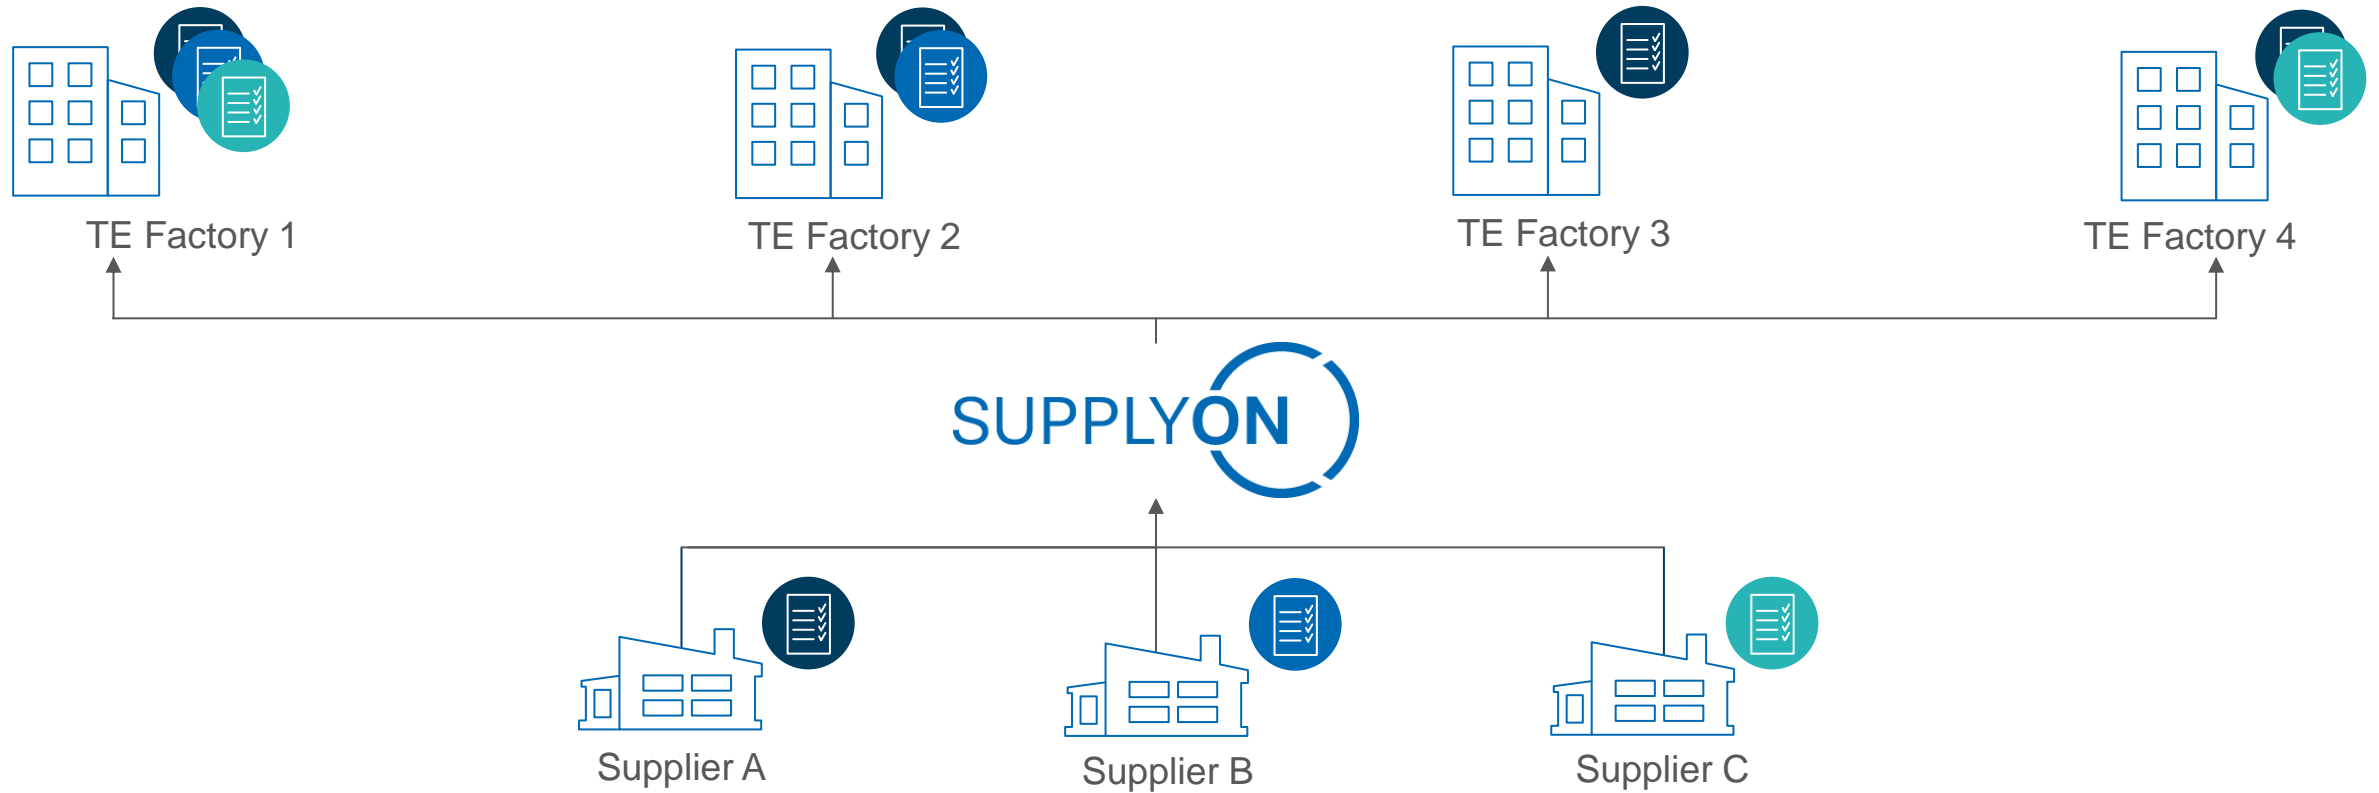 TE Factory 1
TE Factory 2
TE Factory 3
TE Factory 4
SUPPLYON
Supplier A
Supplier B
Supplier C